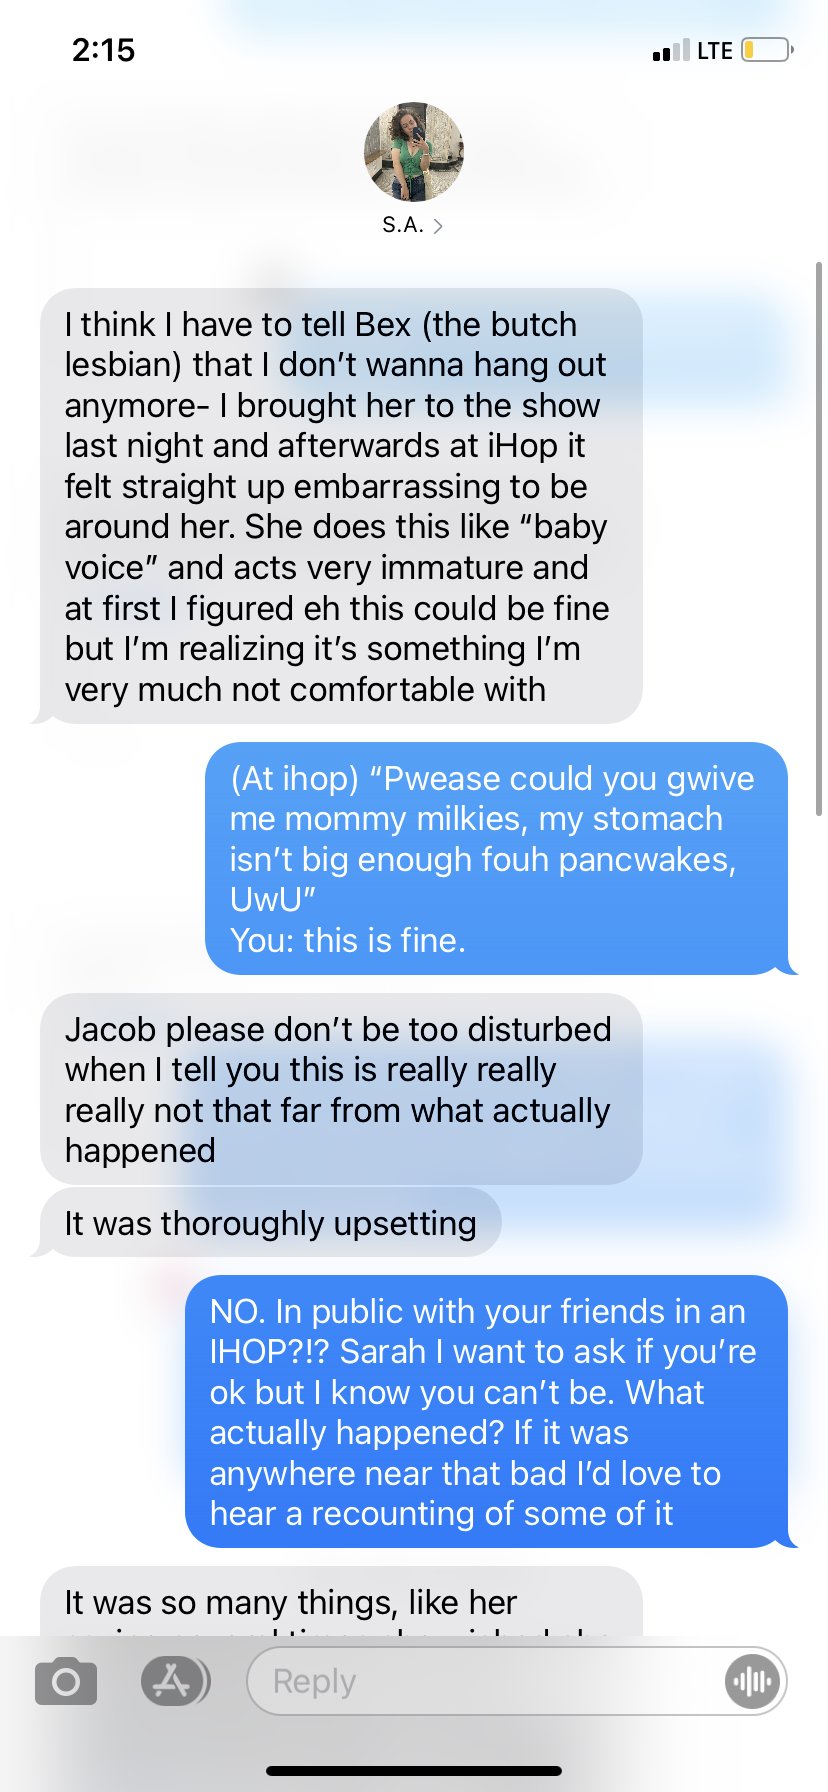 2:15
LTE
S.A.
I think I have to tell Bex (the butch
lesbian) that I don’t wanna hang out
anymore- I brought her to the show
last night and afterwards at iHop it
felt straight up embarrassing to be
around her. She does this like “baby
voice” and acts very immature and
at first I figured eh this could be fine
but I’m realizing it’s something I’m
very much not comfortable with
(At ihop) “Pwease could you gwive
me mommy milkies, my stomach
isn’t big enough fouh pancwakes,
UwU”
You: this is fine.
Jacob please don’t be too disturbed
when I tell you this is really really
really not that far from what actually
happened
It was thoroughly upsetting
NO. In public with your friends in an
IHOP?!? Sarah I want to ask if you’re
ok but I know you can’t be. What
actually happened? If it was
anywhere near that bad I’d love to
hear a recounting of some of it
It was so many things, like her
Reply